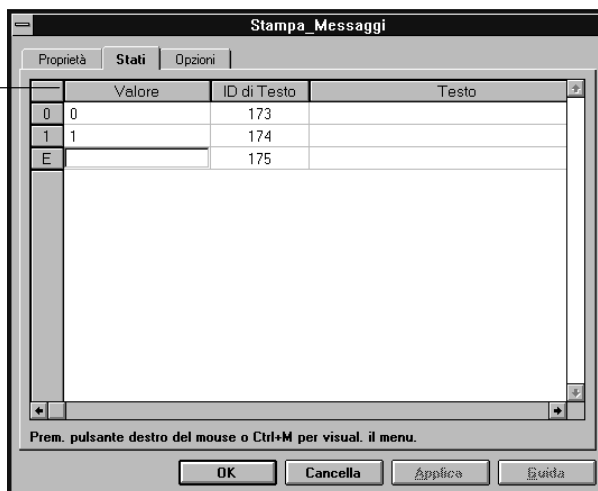 Stampa_Messaggi
Proprietà Stati Opzioni
Valore ID di Testo Testo
0 0 173
1 1 174
E 175
Prem. pulsante destro del mouse o Ctrl+M per visual. il menu.
OK Cancella Applica Guida